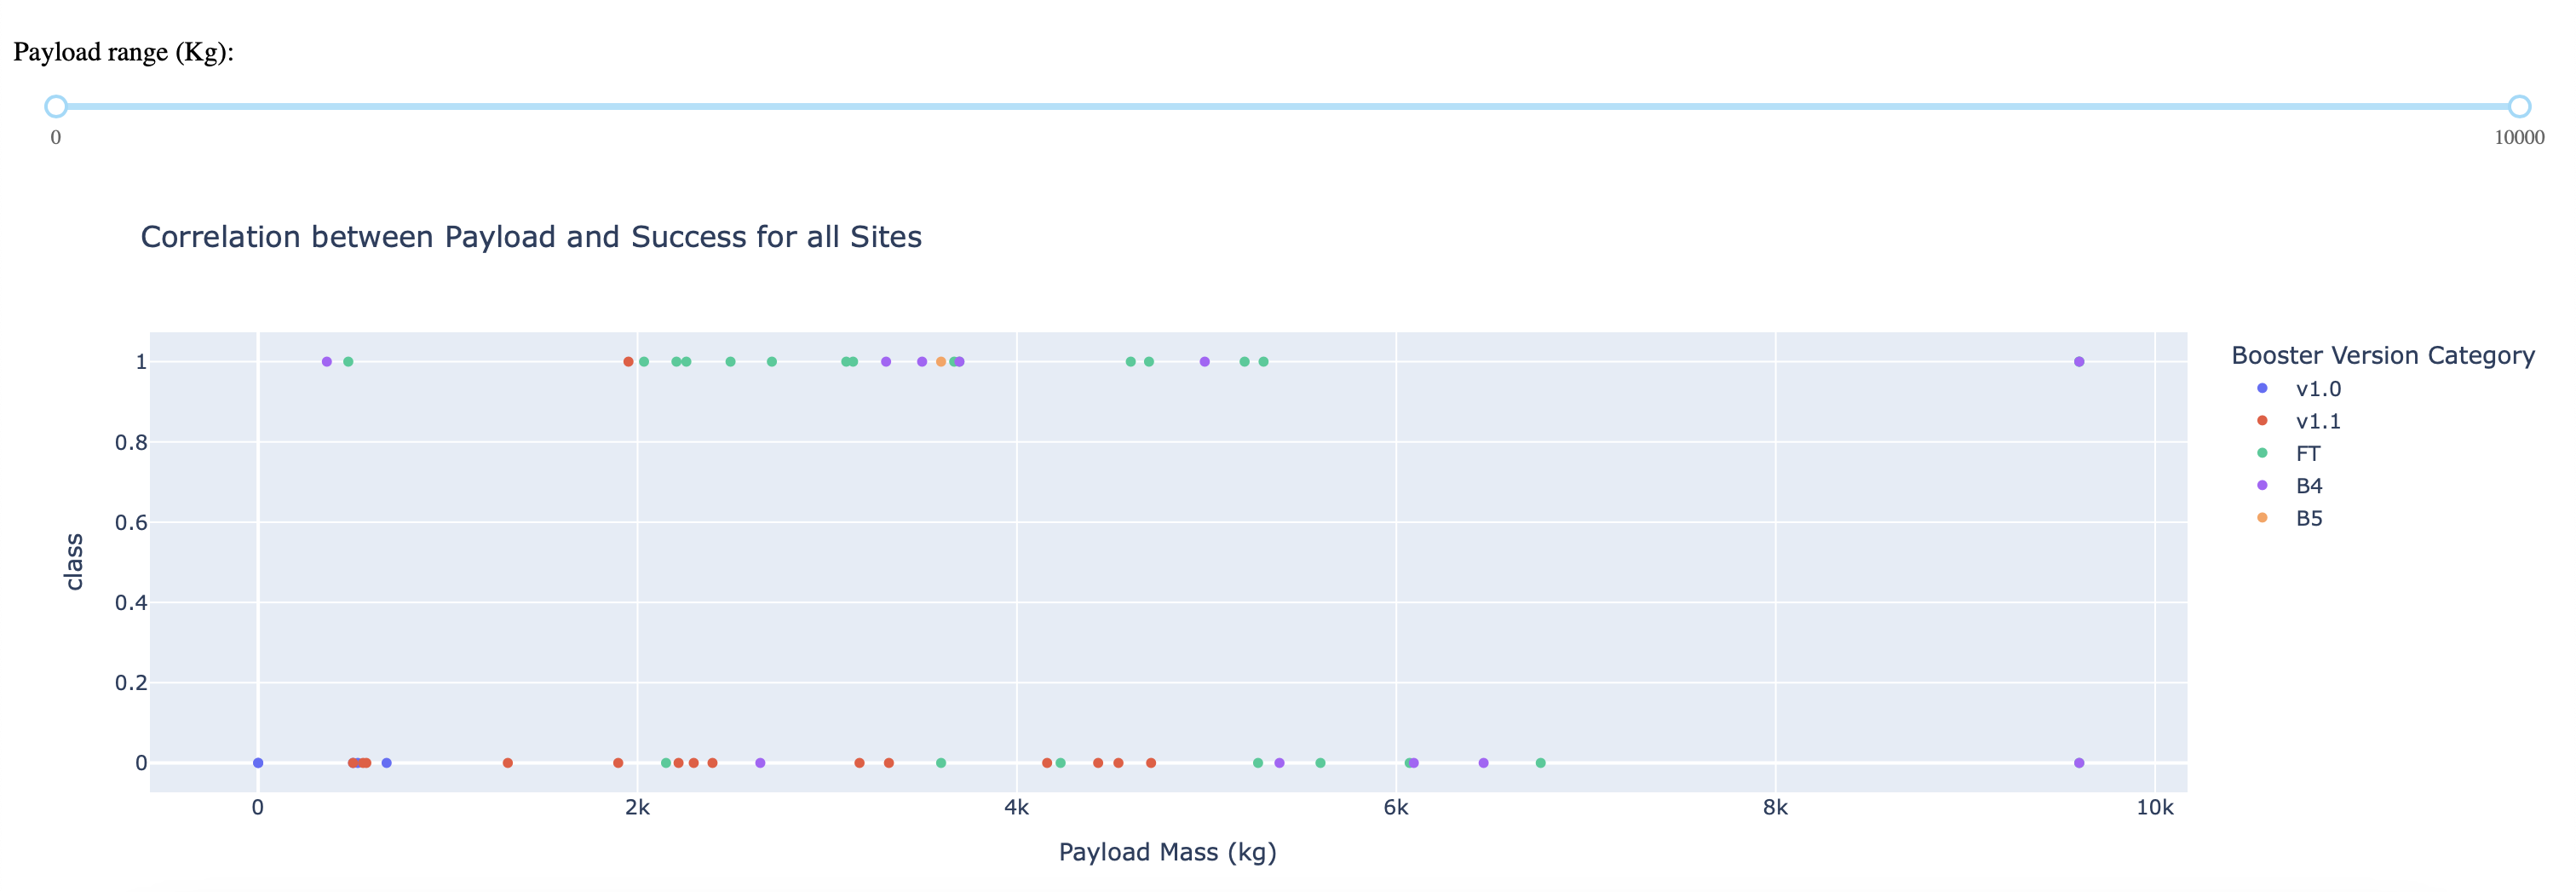 Payload range (Kg):
0
10000
Correlation between Payload and Success for all Sites
1
0.8
0.6
0.4
0.2
0
class
0
2k
4k
6k
8k
10k
Payload Mass (kg)
Booster Version Category
v1.0
v1.1
FT
B4
B5